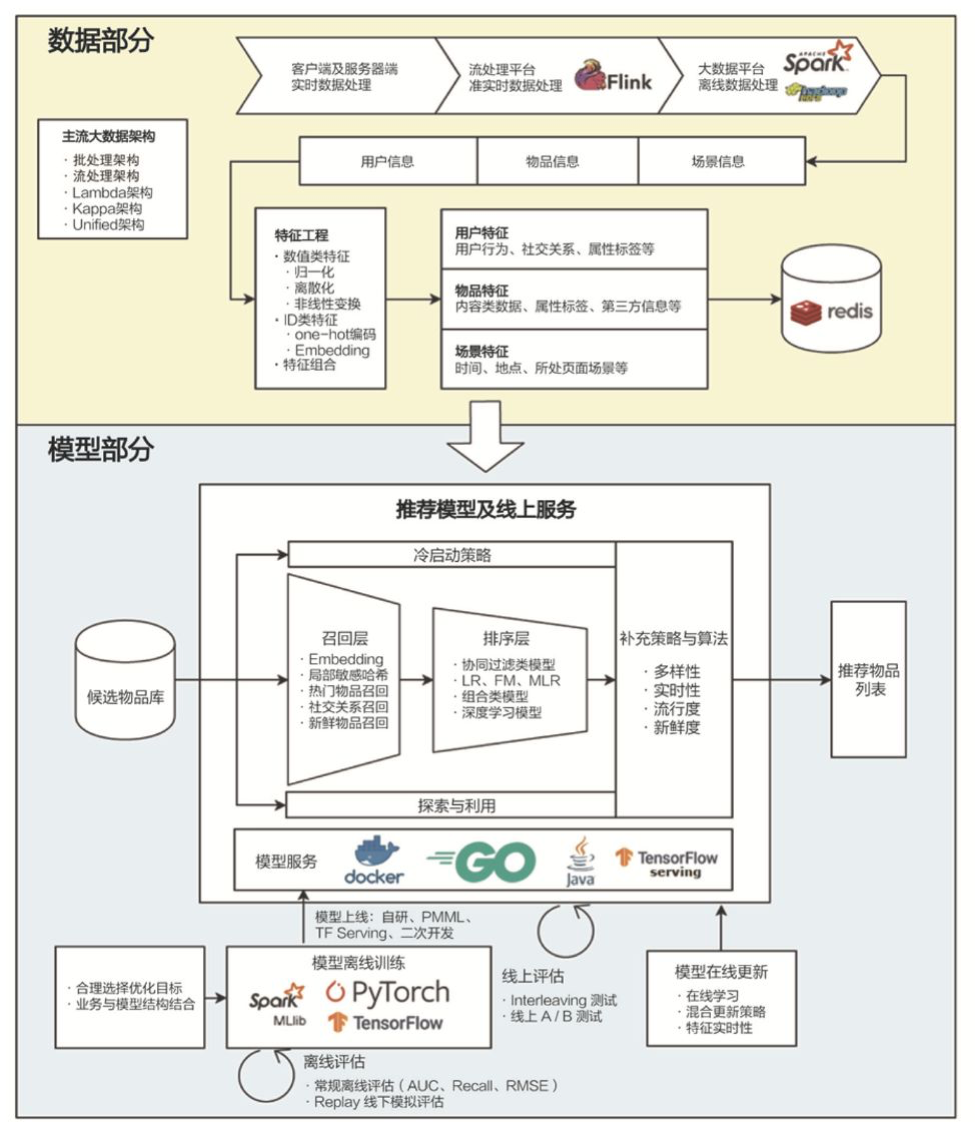 数据部分
客户端及服务器端
实时数据处理
流处理平台
准实时数据处理
Flink
大数据平台
离线数据处理
APACHE
Spark
hadoop
主流大数据架构
· 批处理架构
· 流处理架构
· Lambda架构
· Kappa架构
· Unified架构
用户信息
物品信息
场景信息
特征工程
· 数值类特征
· 归一化
· 离散化
· 非线性变换
· ID类特征
· one-hot编码
· Embedding
· 特征组合
用户特征
用户行为、社交关系、属性标签等
物品特征
内容类数据、属性标签、第三方信息等
场景特征
时间、地点、所处页面场景等
redis
模型部分
推荐模型及线上服务
冷启动策略
候选物品库
召回层
· Embedding
· 局部敏感哈希
· 热门物品召回
· 社交关系召回
· 新鲜物品召回
排序层
· 协同过滤类模型
· LR、FM、MLR
· 组合类模型
· 深度学习模型
补充策略与算法
· 多样性
· 实时性
· 流行度
· 新鲜度
推荐物品
列表
探索与利用
模型服务
docker
GO
Java
TensorFlow
serving
模型上线：自研、PMML、
TF Serving、二次开发
· 合理选择优化目标
· 业务与模型结构结合
模型离线训练
Spark
MLlib
PyTorch
TensorFlow
线上评估
· Interleaving 测试
· 线上 A / B 测试
模型在线更新
· 在线学习
· 混合更新策略
· 特征实时性
离线评估
· 常规离线评估（AUC、Recall、RMSE）
· Replay 线下模拟评估